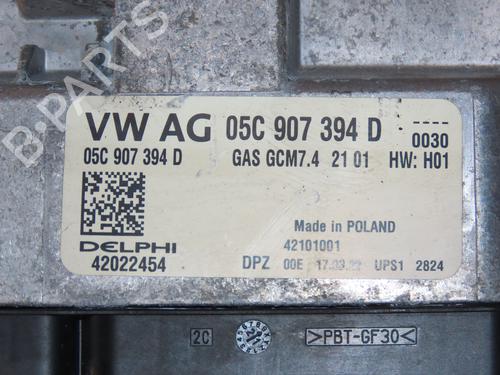 B-PARTS
VW AG 05C 907 394 D ---- 0030
05C 907 394 D GAS GCM7.4 21 01 HW: H01
Made in POLAND
DELPHI 42101001
42022454 DPZ 00E 17.03.22 UPS1 2824
2C >PBT-GF30<